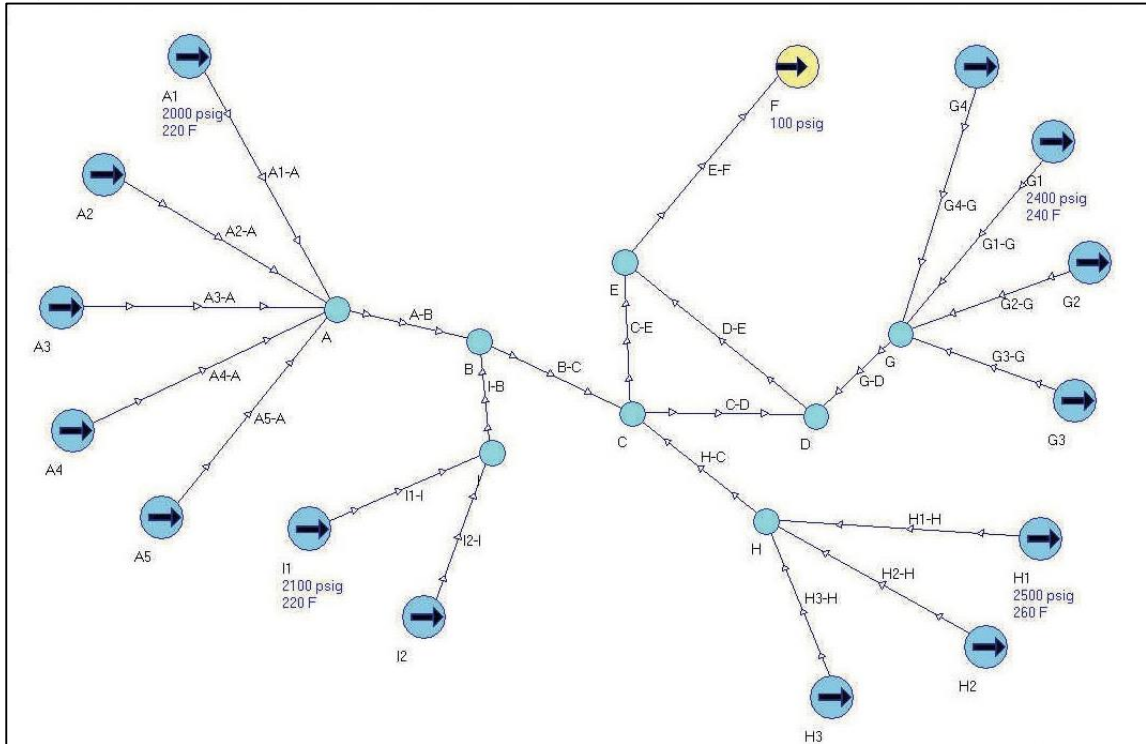 A1
2000 psig
220 F
A1-A
A2
A2-A
A3
A3-A
A4
A4-A
A5
A5-A
A
A-B
B
I-B
B-C
I
I1-I
I1
2100 psig
220 F
I2-I
I2
F
100 psig
E-F
E
C-E
D-E
C
C-D
D
G4
G4-G
G1
2400 psig
240 F
G1-G
G2
G2-G
G
G3-G
G3
G-D
H-C
H
H1-H
H1
2500 psig
260 F
H2-H
H2
H3-H
H3